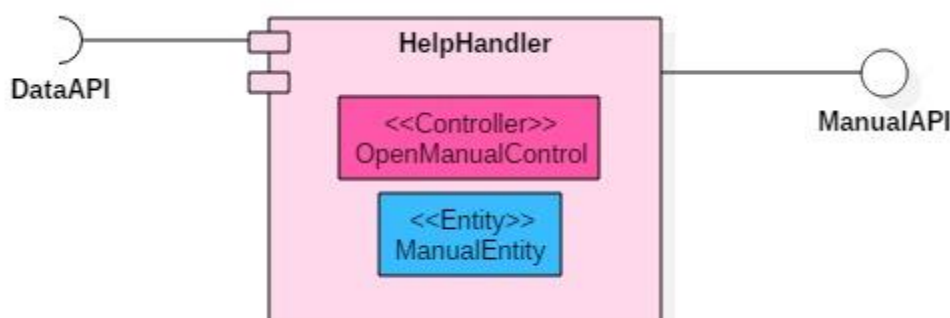 HelpHandler
DataAPI
<<Controller>>
OpenManualControl
ManualAPI
<<Entity>>
ManualEntity